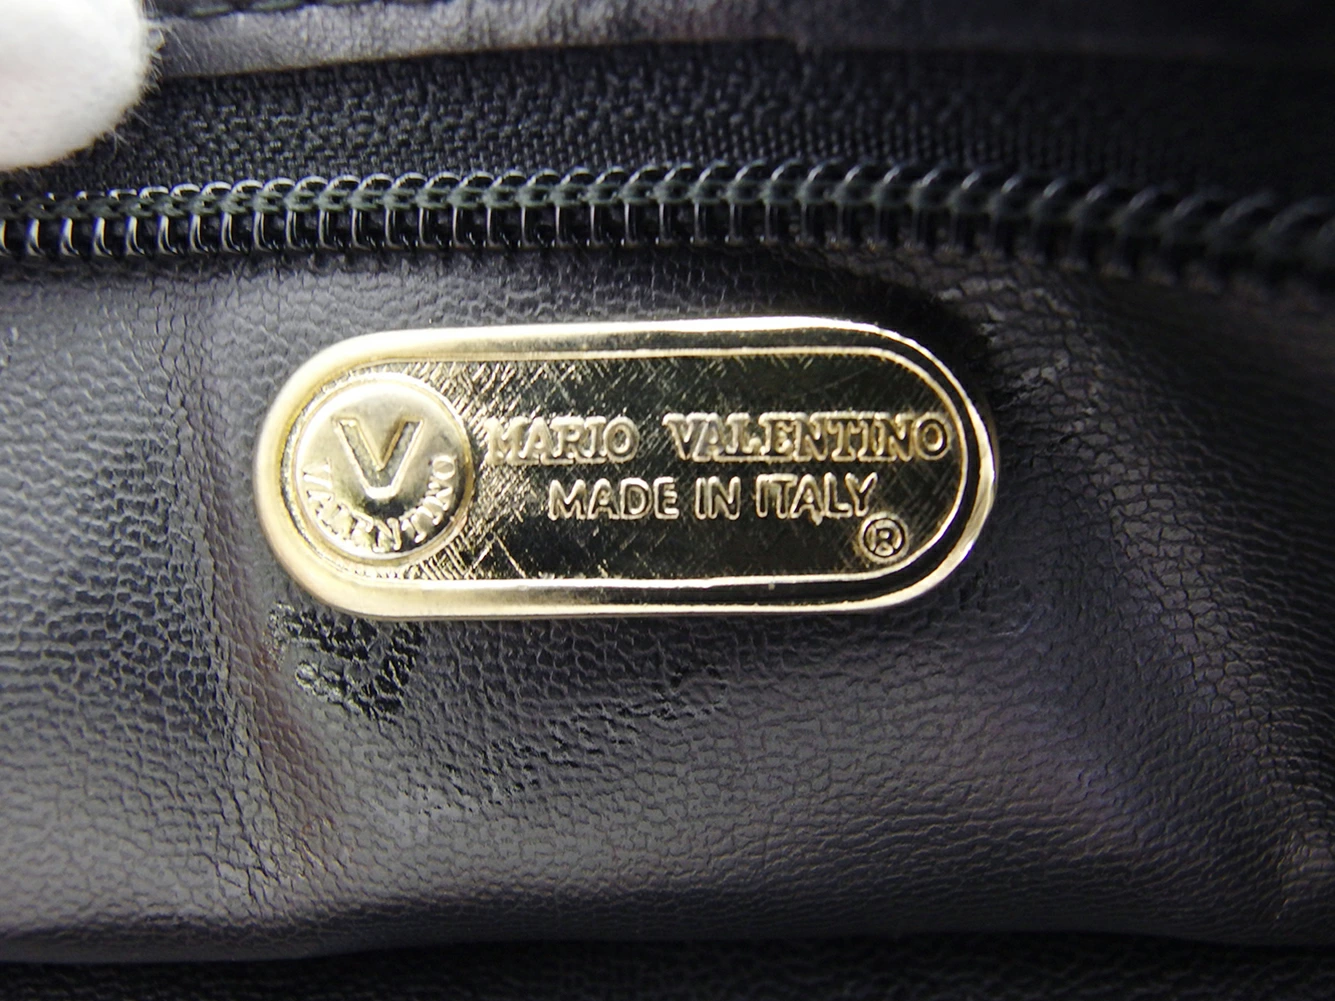 V
VALENTINO
MARIO VALENTINO
MADE IN ITALY
®